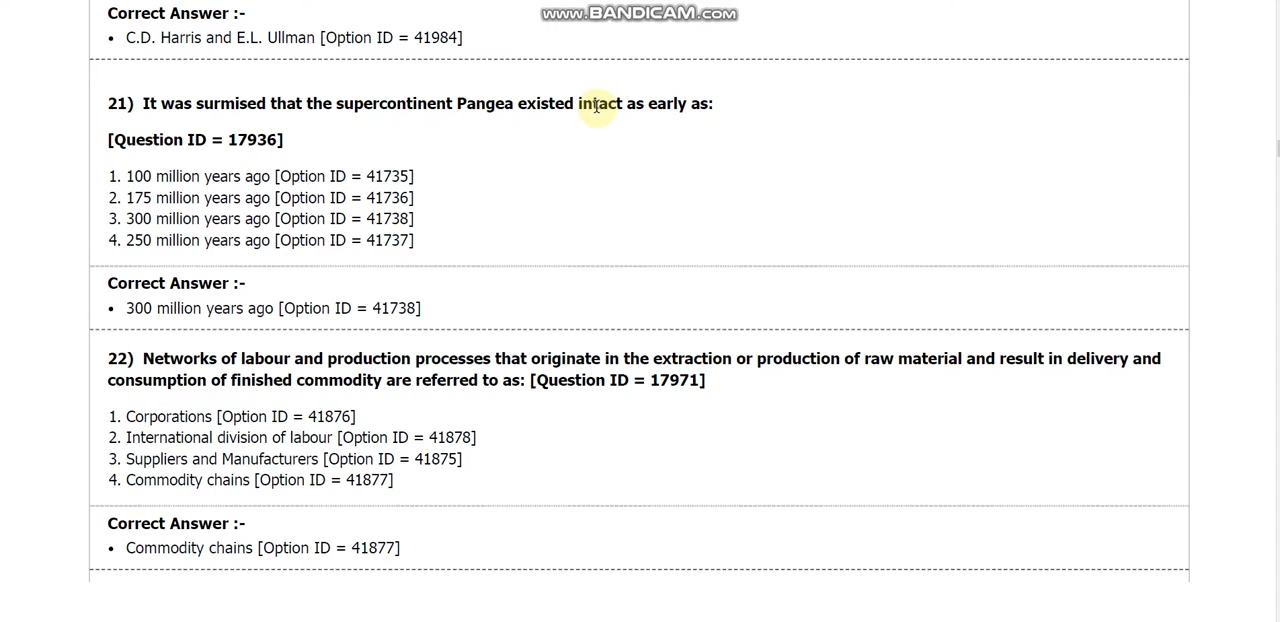 www.BANDICAM.com
Correct Answer :-
• C.D. Harris and E.L. Ullman [Option ID = 41984]
21) It was surmised that the supercontinent Pangea existed intact as early as:
[Question ID = 17936]
1. 100 million years ago [Option ID = 41735]
2. 175 million years ago [Option ID = 41736]
3. 300 million years ago [Option ID = 41738]
4. 250 million years ago [Option ID = 41737]
Correct Answer :-
• 300 million years ago [Option ID = 41738]
22) Networks of labour and production processes that originate in the extraction or production of raw material and result in delivery and
consumption of finished commodity are referred to as: [Question ID = 17971]
1. Corporations [Option ID = 41876]
2. International division of labour [Option ID = 41878]
3. Suppliers and Manufacturers [Option ID = 41875]
4. Commodity chains [Option ID = 41877]
Correct Answer :-
• Commodity chains [Option ID = 41877]